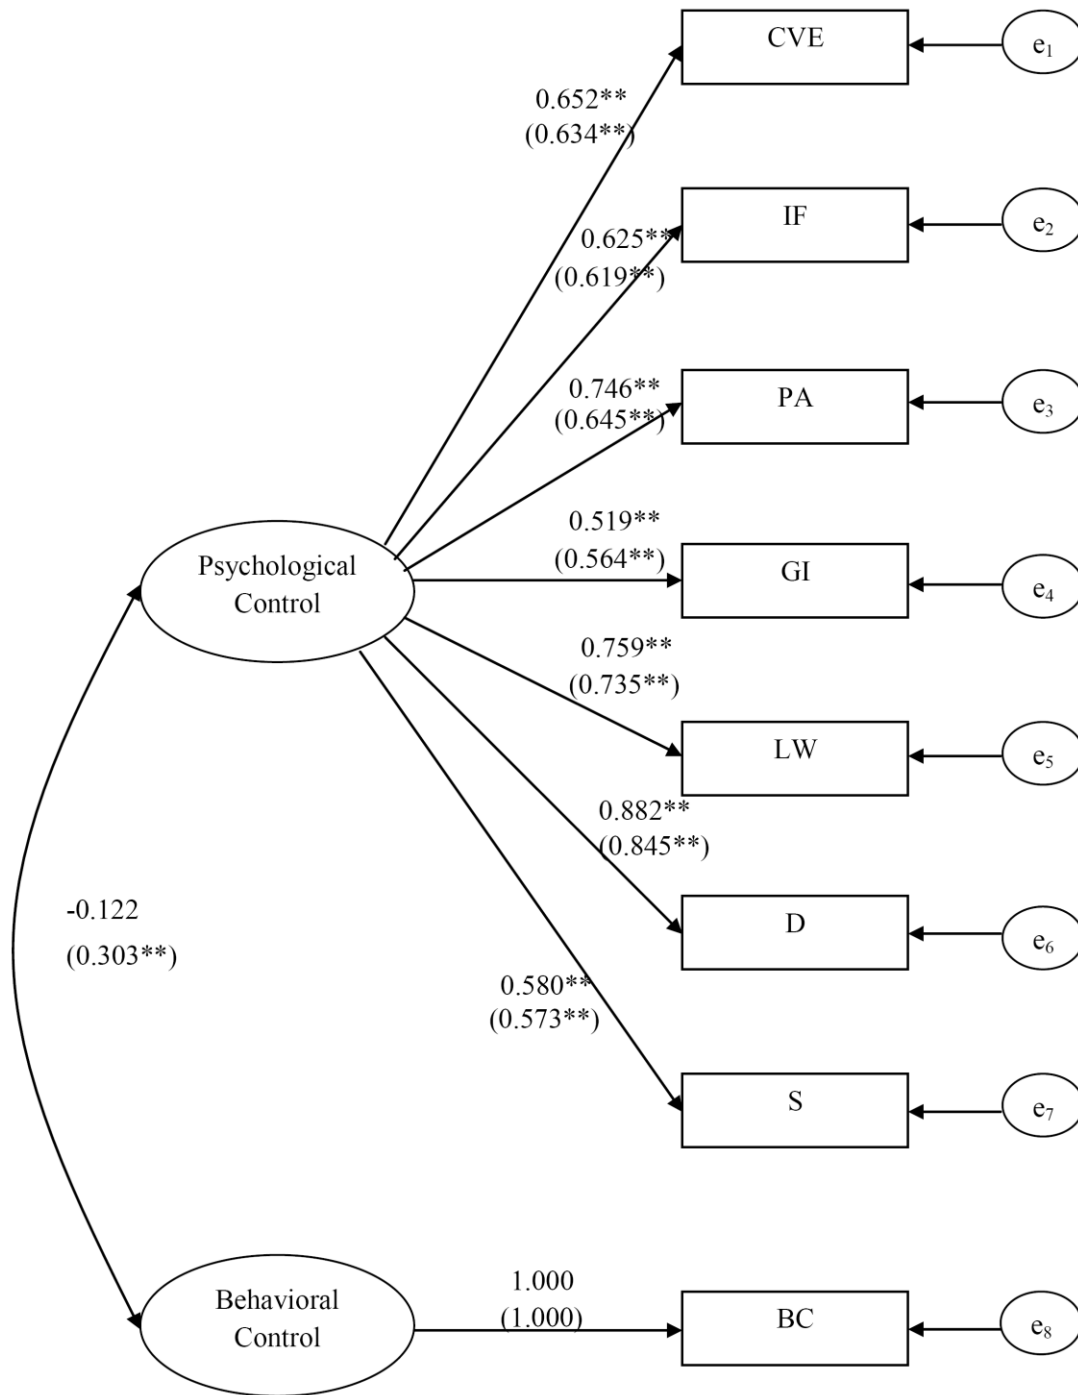 CVE
e₁
0.652**
(0.634**)
IF
e₂
0.625**
(0.619**)
PA
e₃
0.746**
(0.645**)
0.519**
(0.564**)
GI
e₄
Psychological
Control
0.759**
(0.735**)
LW
e₅
0.882**
(0.845**)
D
e₆
-0.122
(0.303**)
0.580**
(0.573**)
S
e₇
Behavioral
Control
1.000
(1.000)
BC
e₈